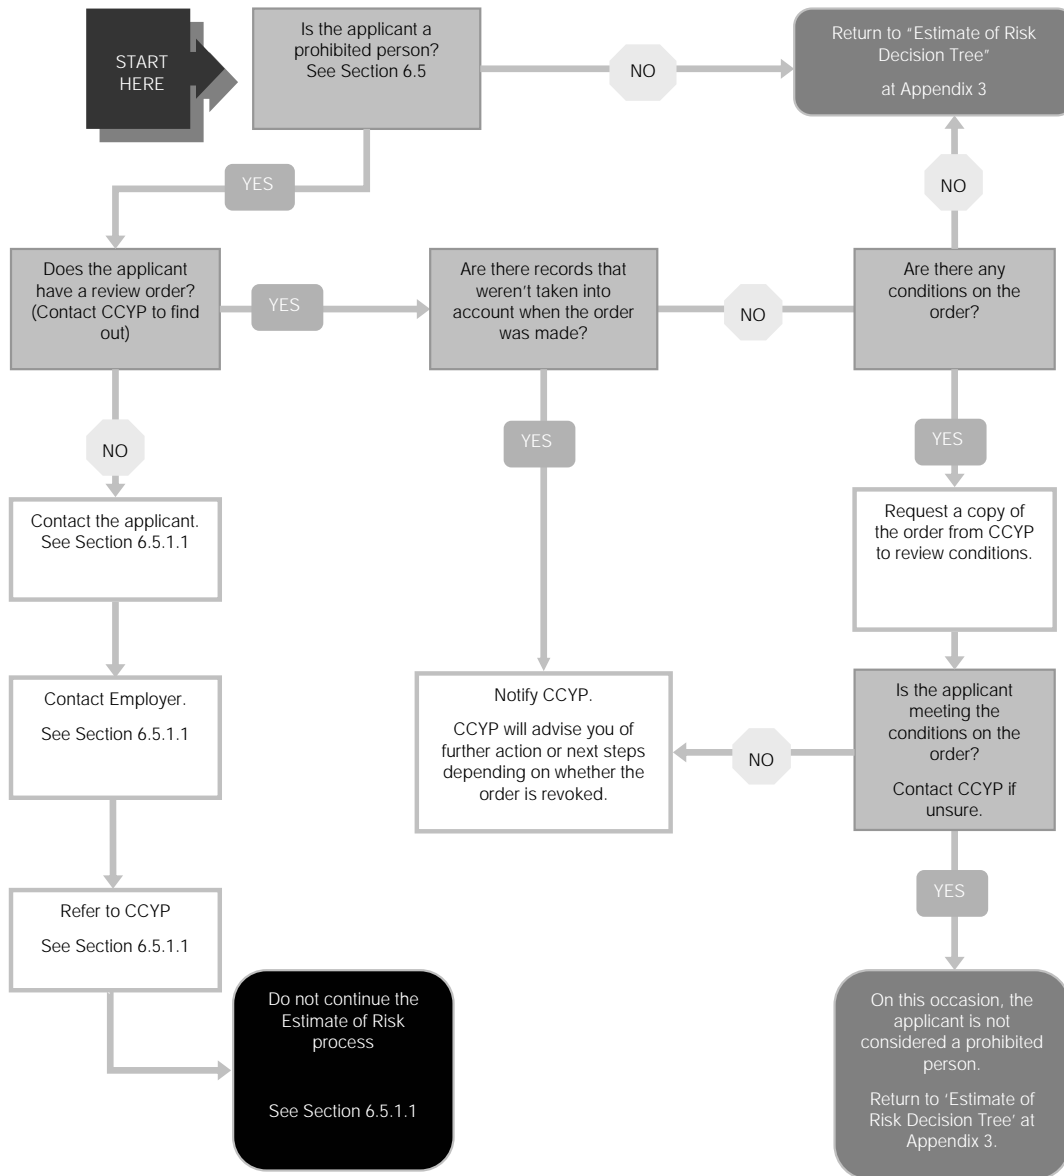 START
HERE
Is the applicant a
prohibited person?
See Section 6.5
NO
Return to “Estimate of Risk
Decision Tree”
at Appendix 3
YES
NO
Does the applicant
have a review order?
(Contact CCYP to find
out)
YES
Are there records that
weren’t taken into
account when the order
was made?
NO
Are there any
conditions on the
order?
NO
YES
YES
Contact the applicant.
See Section 6.5.1.1
Request a copy of
the order from CCYP
to review conditions.
Contact Employer.
See Section 6.5.1.1
Notify CCYP.
CCYP will advise you of
further action or next steps
depending on whether the
order is revoked.
NO
Is the applicant
meeting the
conditions on the
order?
Contact CCYP if
unsure.
Refer to CCYP
See Section 6.5.1.1
YES
Do not continue the
Estimate of Risk
process
See Section 6.5.1.1
On this occasion, the
applicant is not
considered a prohibited
person.
Return to ‘Estimate of
Risk Decision Tree’ at
Appendix 3.